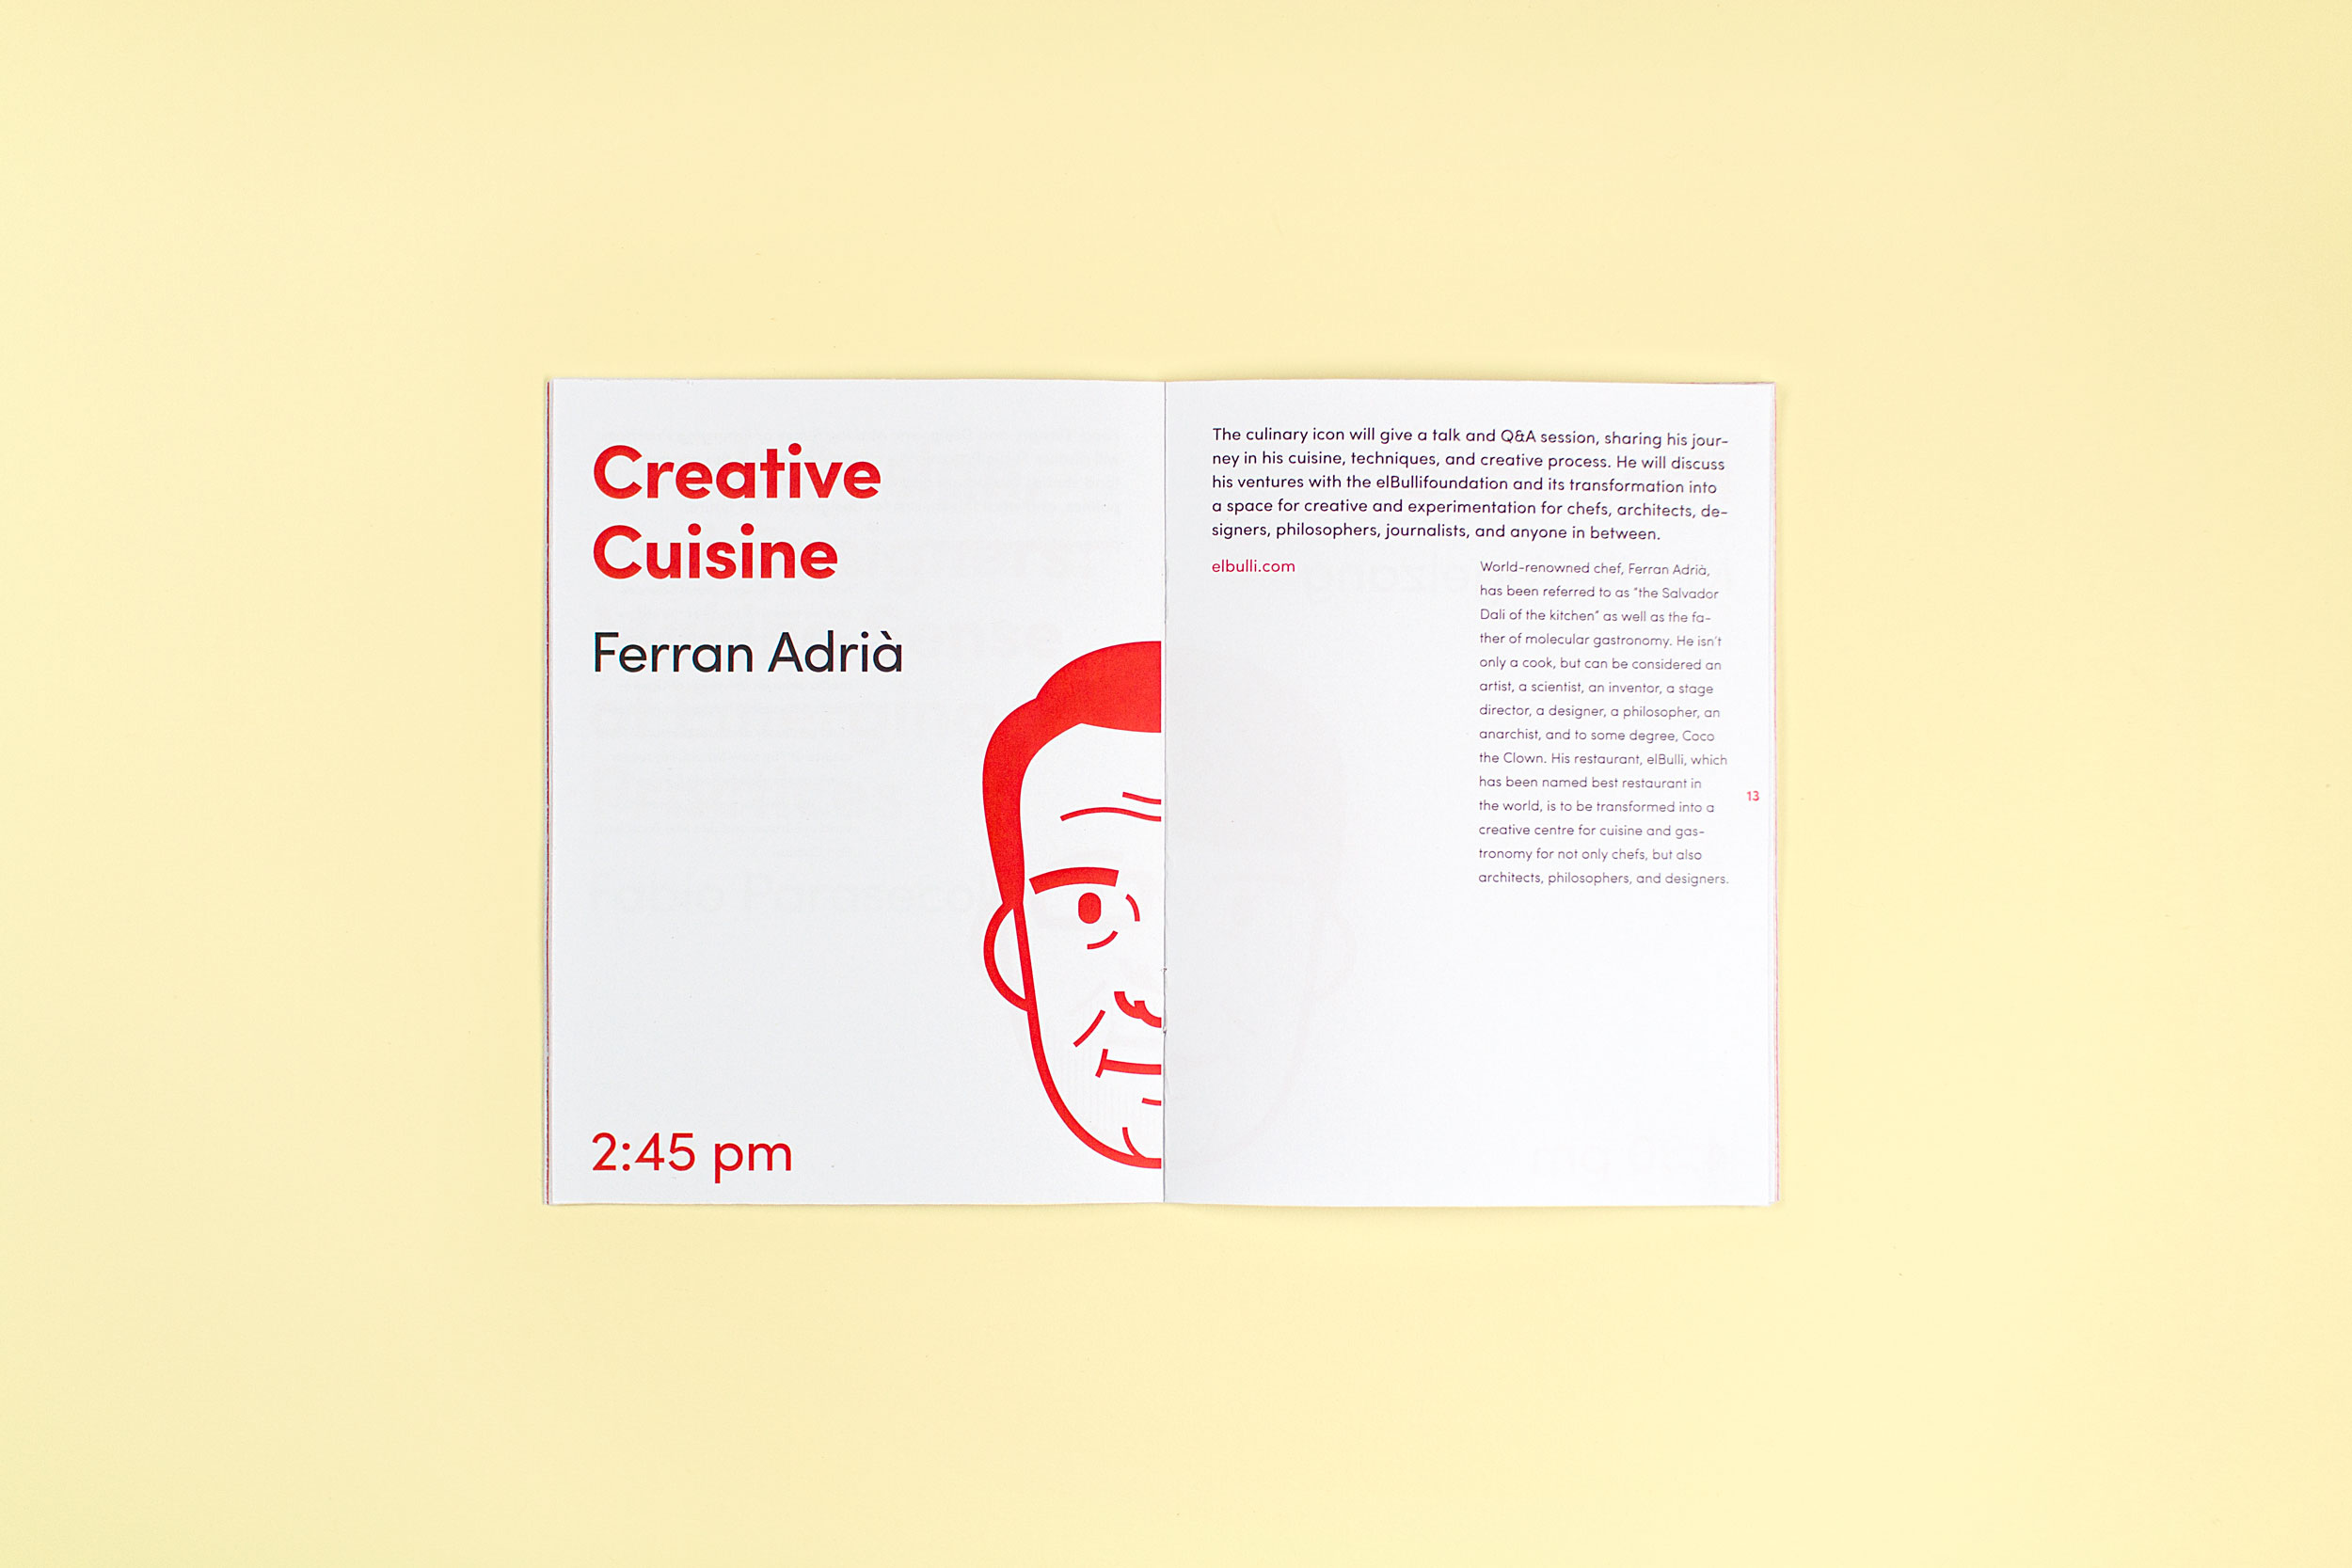 Creative
Cuisine
Ferran Adrià
2:45 pm
The culinary icon will give a talk and Q&A session, sharing his jour-
ney in his cuisine, techniques, and creative process. He will discuss
his ventures with the elBullifoundation and its transformation into
a space for creative and experimentation for chefs, architects, de-
signers, philosophers, journalists, and anyone in between.
elbulli.com
World-renowned chef, Ferran Adrià,
has been referred to as "the Salvador
Dali of the kitchen" as well as the fa-
ther of molecular gastronomy. He isn't
only a cook, but can be considered an
artist, a scientist, an inventor, a stage
director, a designer, a philosopher, an
anarchist, and to some degree, Coco
the Clown. His restaurant, elBulli, which
has been named best restaurant in
the world, is to be transformed into a
creative centre for cuisine and gas-
tronomy for not only chefs, but also
architects, philosophers, and designers.
13